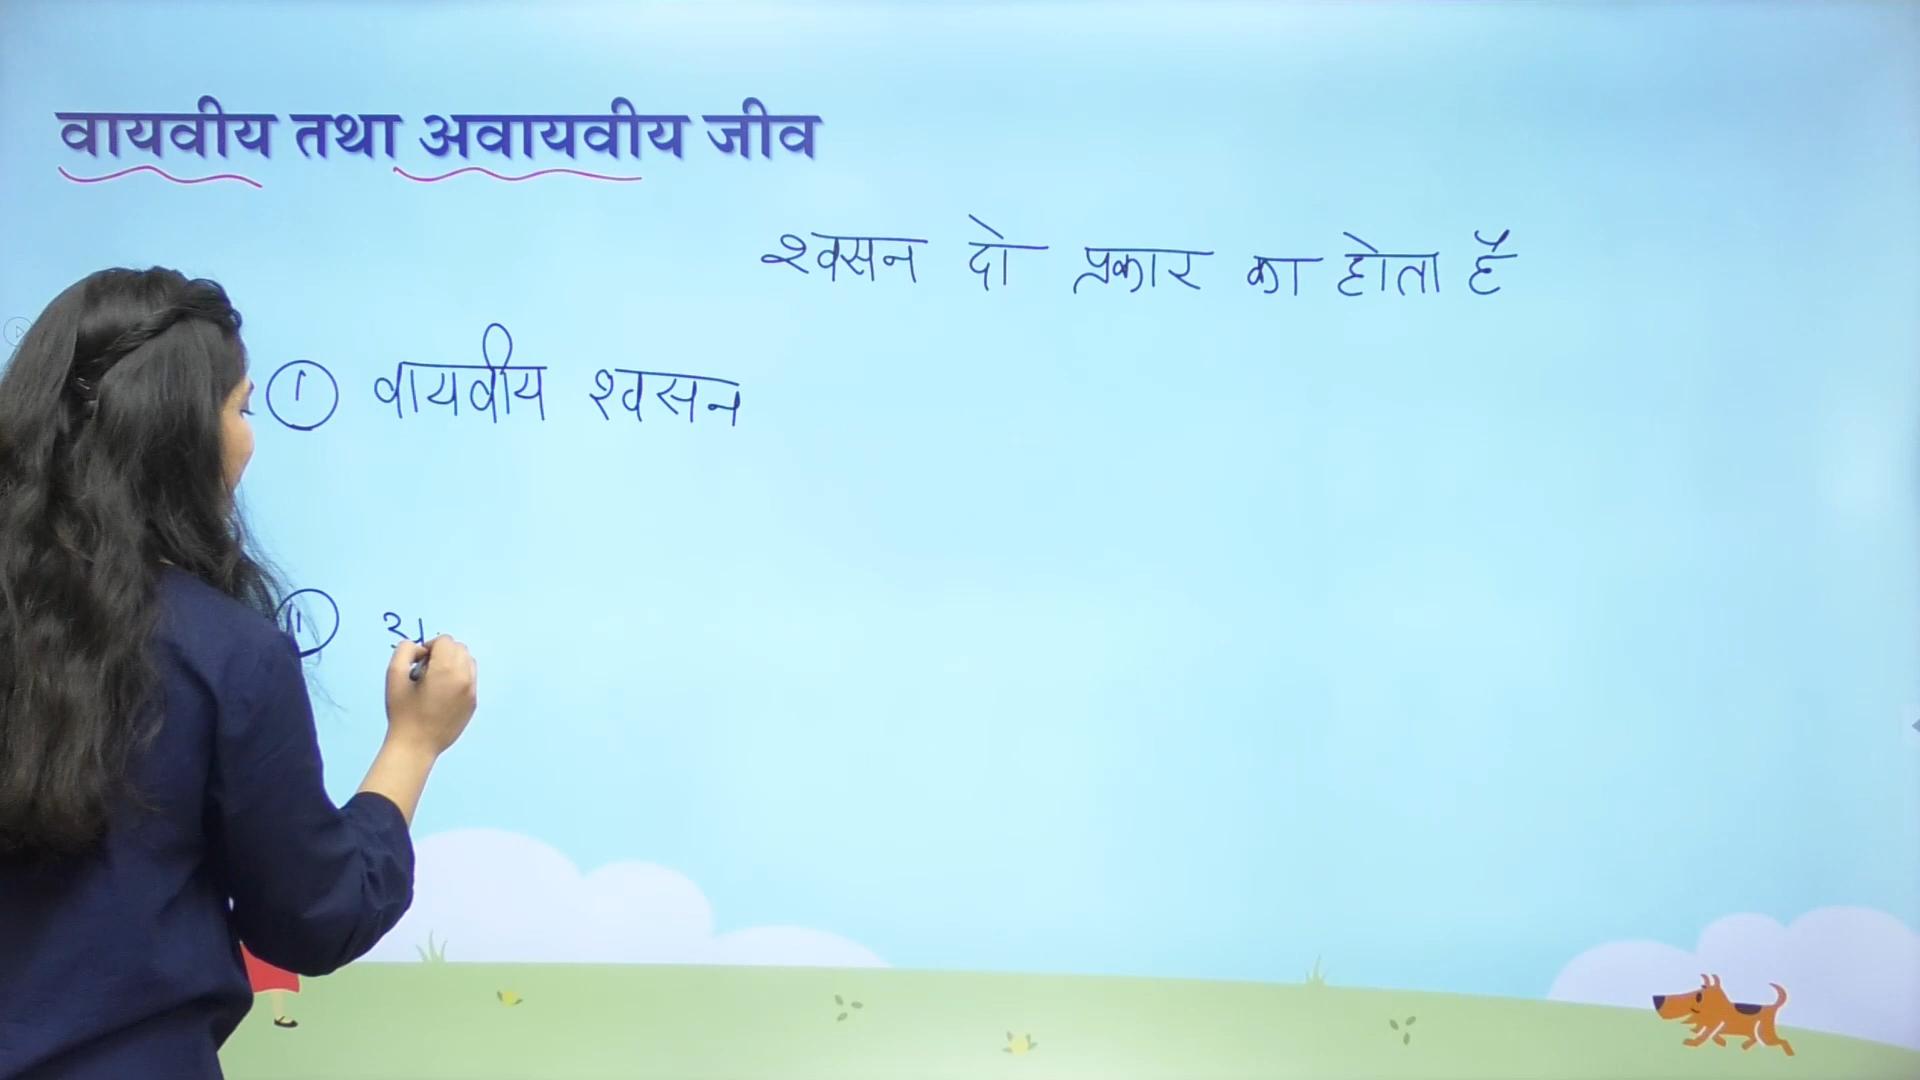 वायवीय तथा अवायवीय जीव
श्वसन दो प्रकार का होता है
① वायवीय श्वसन